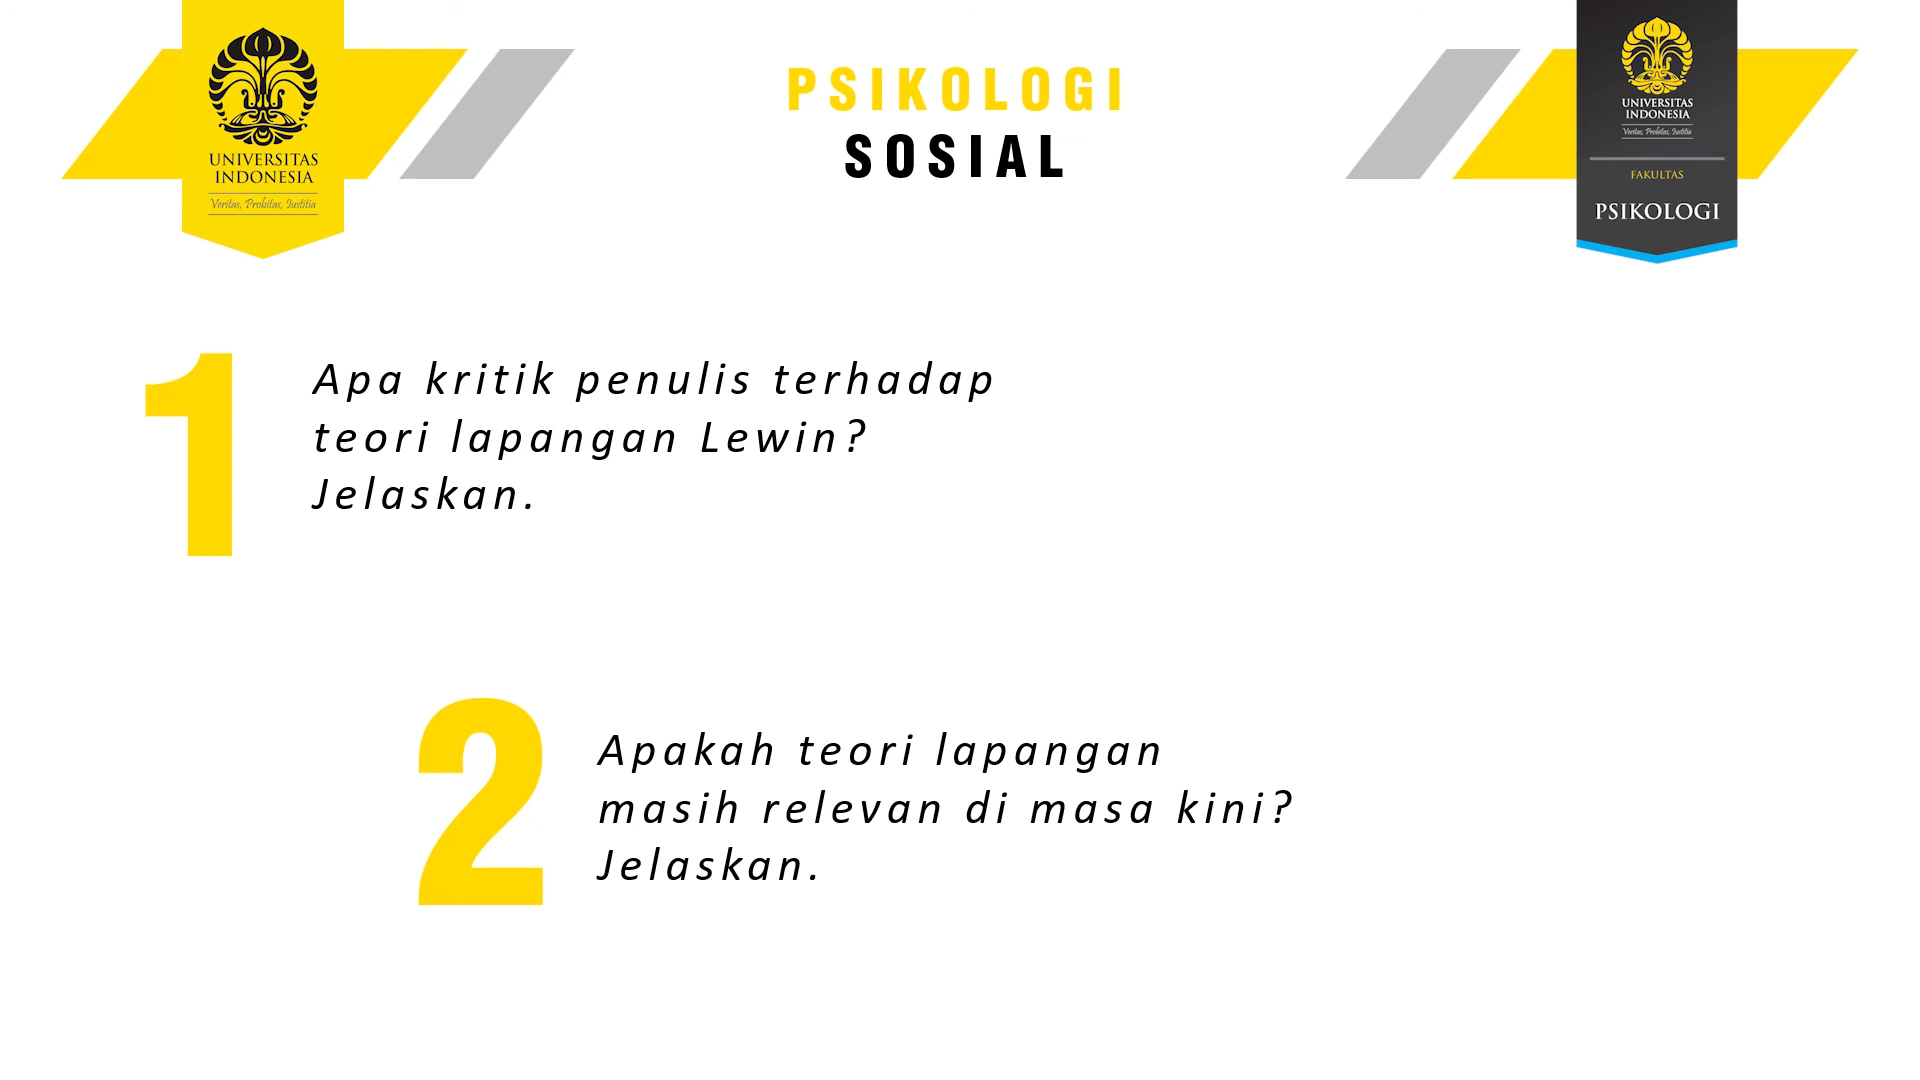 UNIVERSITAS
INDONESIA
Veritas, Probitas, Iustitia
PSIKOLOGI
SOSIAL
UNIVERSITAS
INDONESIA
Veritas, Probitas, Iustitia
FAKULTAS
PSIKOLOGI
1
Apa kritik penulis terhadap
teori lapangan Lewin?
Jelaskan.
2
Apakah teori lapangan
masih relevan di masa kini?
Jelaskan.